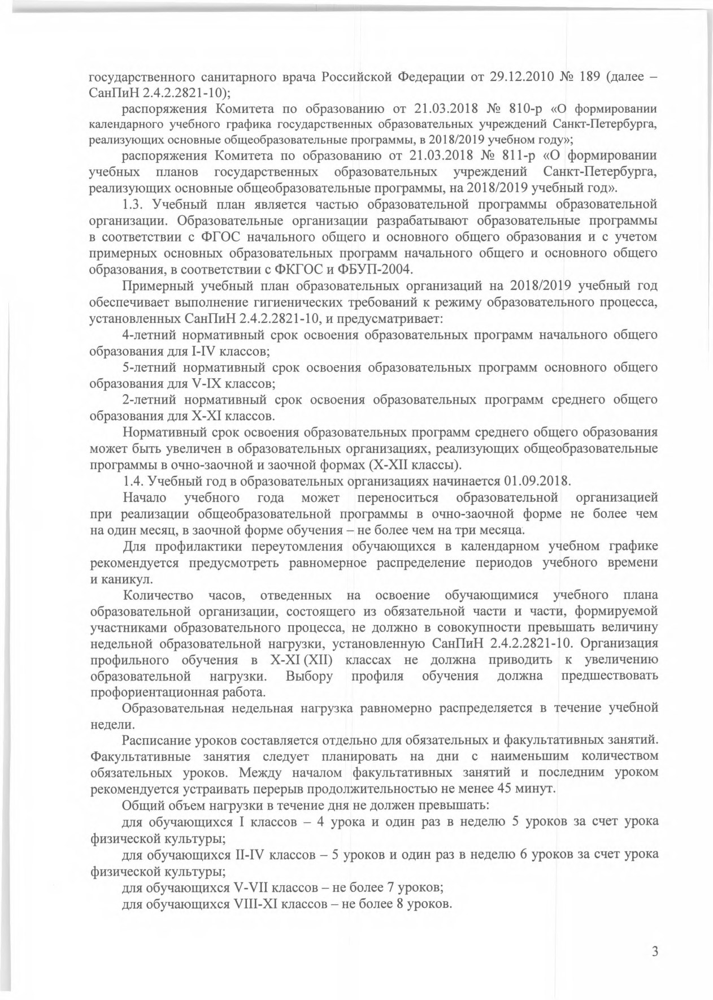 государственного санитарного врача Российской Федерации от 29.12.2010 № 189 (далее –
СанПиН 2.4.2.2821-10);
распоряжения Комитета по образованию от 21.03.2018 № 810-р «О формировании
календарного учебного графика государственных образовательных учреждений Санкт-Петербурга,
реализующих основные общеобразовательные программы, в 2018/2019 учебном году»;
распоряжения Комитета по образованию от 21.03.2018 № 811-р «О формировании
учебных планов государственных образовательных учреждений Санкт-Петербурга,
реализующих основные общеобразовательные программы, на 2018/2019 учебный год».
1.3. Учебный план является частью образовательной программы образовательной
организации. Образовательные организации разрабатывают образовательные программы
в соответствии с ФГОС начального общего и основного общего образования и с учетом
примерных основных образовательных программ начального общего и основного общего
образования, в соответствии с ФКГОС и ФБУП-2004.
Примерный учебный план образовательных организаций на 2018/2019 учебный год
обеспечивает выполнение гигиенических требований к режиму образовательного процесса,
установленных СанПиН 2.4.2.2821-10, и предусматривает:
4-летний нормативный срок освоения образовательных программ начального общего
образования для I-IV классов;
5-летний нормативный срок освоения образовательных программ основного общего
образования для V-IX классов;
2-летний нормативный срок освоения образовательных программ среднего общего
образования для X-XI классов.
Нормативный срок освоения образовательных программ среднего общего образования
может быть увеличен в образовательных организациях, реализующих общеобразовательные
программы в очно-заочной и заочной формах (X-XII классы).
1.4. Учебный год в образовательных организациях начинается 01.09.2018.
Начало учебного года может переноситься образовательной организацией
при реализации общеобразовательной программы в очно-заочной форме не более чем
на один месяц, в заочной форме обучения – не более чем на три месяца.
Для профилактики переутомления обучающихся в календарном учебном графике
рекомендуется предусмотреть равномерное распределение периодов учебного времени
и каникул.
Количество часов, отведенных на освоение обучающимися учебного плана
образовательной организации, состоящего из обязательной части и части, формируемой
участниками образовательного процесса, не должно в совокупности превышать величину
недельной образовательной нагрузки, установленную СанПиН 2.4.2.2821-10. Организация
профильного обучения в X-XI (XII) классах не должна приводить к увеличению
образовательной нагрузки. Выбору профиля обучения должна предшествовать
профориентационная работа.
Образовательная недельная нагрузка равномерно распределяется в течение учебной
недели.
Расписание уроков составляется отдельно для обязательных и факультативных занятий.
Факультативные занятия следует планировать на дни с наименьшим количеством
обязательных уроков. Между началом факультативных занятий и последним уроком
рекомендуется устраивать перерыв продолжительностью не менее 45 минут.
Общий объем нагрузки в течение дня не должен превышать:
для обучающихся I классов – 4 урока и один раз в неделю 5 уроков за счет урока
физической культуры;
для обучающихся II-IV классов – 5 уроков и один раз в неделю 6 уроков за счет урока
физической культуры;
для обучающихся V-VII классов – не более 7 уроков;
для обучающихся VIII-XI классов – не более 8 уроков.
3